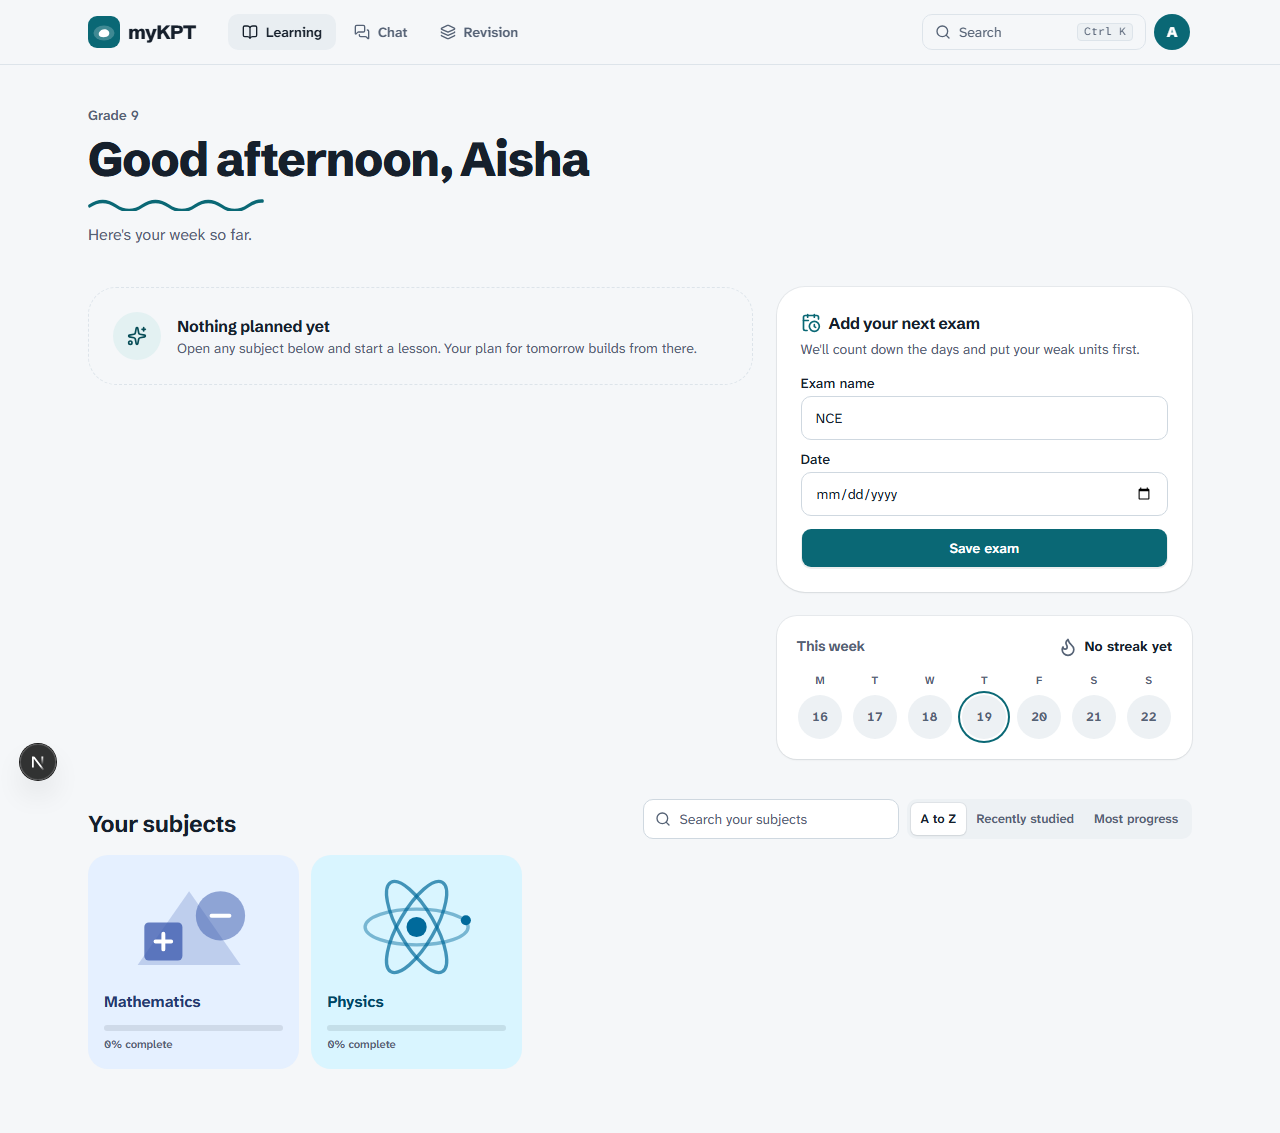 myKPT
Learning
Chat
Revision
Search
Ctrl K
A
Grade 9
Good afternoon, Aisha
Here's your week so far.
Nothing planned yet
Open any subject below and start a lesson. Your plan for tomorrow builds from there.
Add your next exam
We'll count down the days and put your weak units first.
Exam name
NCE
Date
mm/dd/yyyy
Save exam
This week
No streak yet
M T W T F S S
16 17 18 19 20 21 22
N
Your subjects
Search your subjects
A to Z
Recently studied
Most progress
Mathematics
0% complete
Physics
0% complete